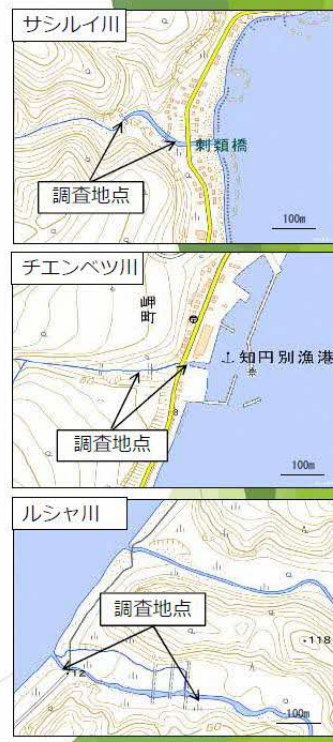 サシルイ川
刺類橋
調査地点
100m
チエンベツ川
町
知円別漁港
50
調査地点
100m
ルシャ川
調査地点
118
12
50
100m